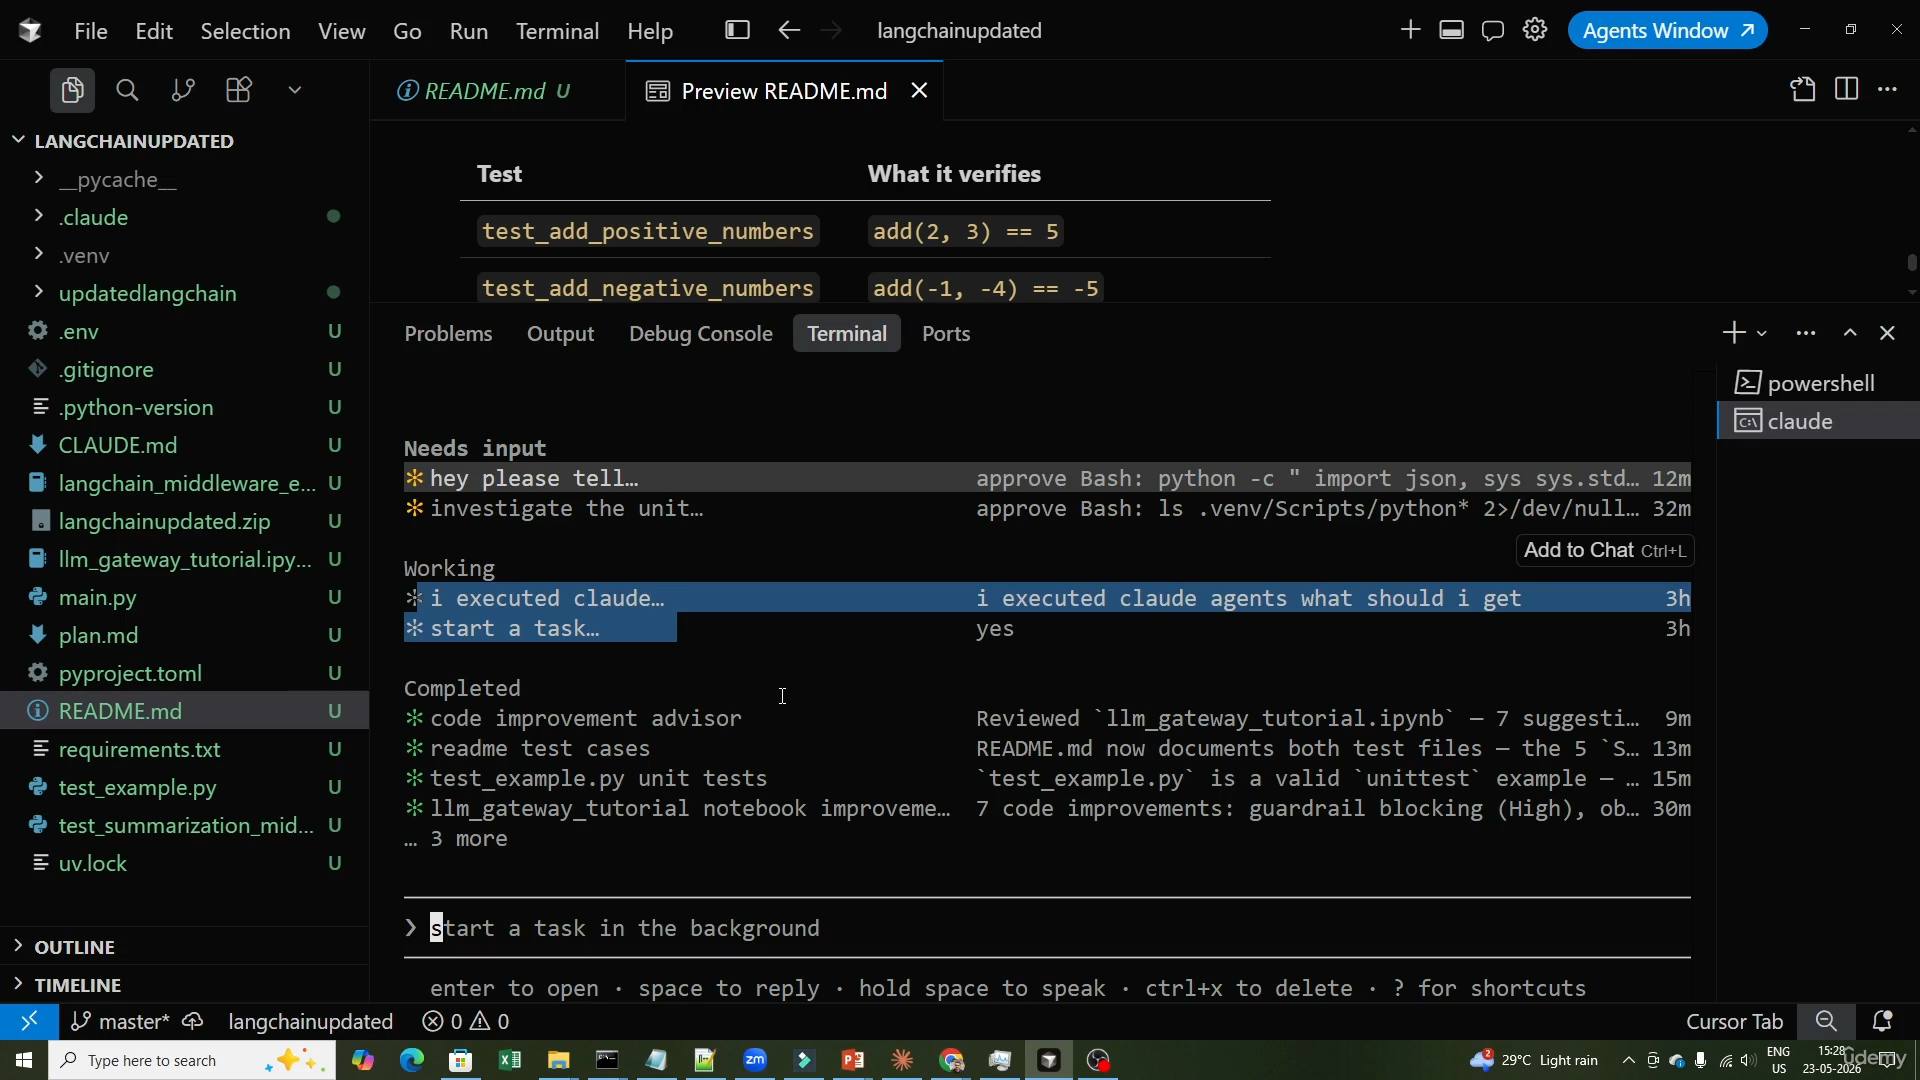 File Edit Selection View Go Run Terminal Help langchainupdated Agents Window ↗
README.md U Preview README.md
LANGCHAINUPDATED
__pycache__
.claude
.venv
updatedlangchain
.env U
.gitignore U
.python-version U
CLAUDE.md U
langchain_middleware_e... U
langchainupdated.zip U
llm_gateway_tutorial.ipy... U
main.py U
plan.md U
pyproject.toml U
README.md U
requirements.txt U
test_example.py U
test_summarization_mid... U
uv.lock U
OUTLINE
TIMELINE
Test What it verifies
test_add_positive_numbers add(2, 3) == 5
test_add_negative_numbers add(-1, -4) == -5
Problems Output Debug Console Terminal Ports
powershell
claude
Needs input
* hey please tell… approve Bash: python -c " import json, sys sys.std… 12m
* investigate the unit… approve Bash: ls .venv/Scripts/python* 2>/dev/null… 32m
Add to Chat Ctrl+L
Working
* i executed claude… i executed claude agents what should i get 3h
* start a task… yes 3h
Completed
* code improvement advisor Reviewed `llm_gateway_tutorial.ipynb` — 7 suggesti… 9m
* readme test cases README.md now documents both test files — the 5 `S… 13m
* test_example.py unit tests `test_example.py` is a valid `unittest` example — … 15m
* llm_gateway_tutorial notebook improveme… 7 code improvements: guardrail blocking (High), ob… 30m
… 3 more
❯ start a task in the background
enter to open · space to reply · hold space to speak · ctrl+x to delete · ? for shortcuts
master* langchainupdated 0 0 Cursor Tab
Type here to search
zm
2 29°C Light rain
ENG
US
15:28
23-05-2026
udemy